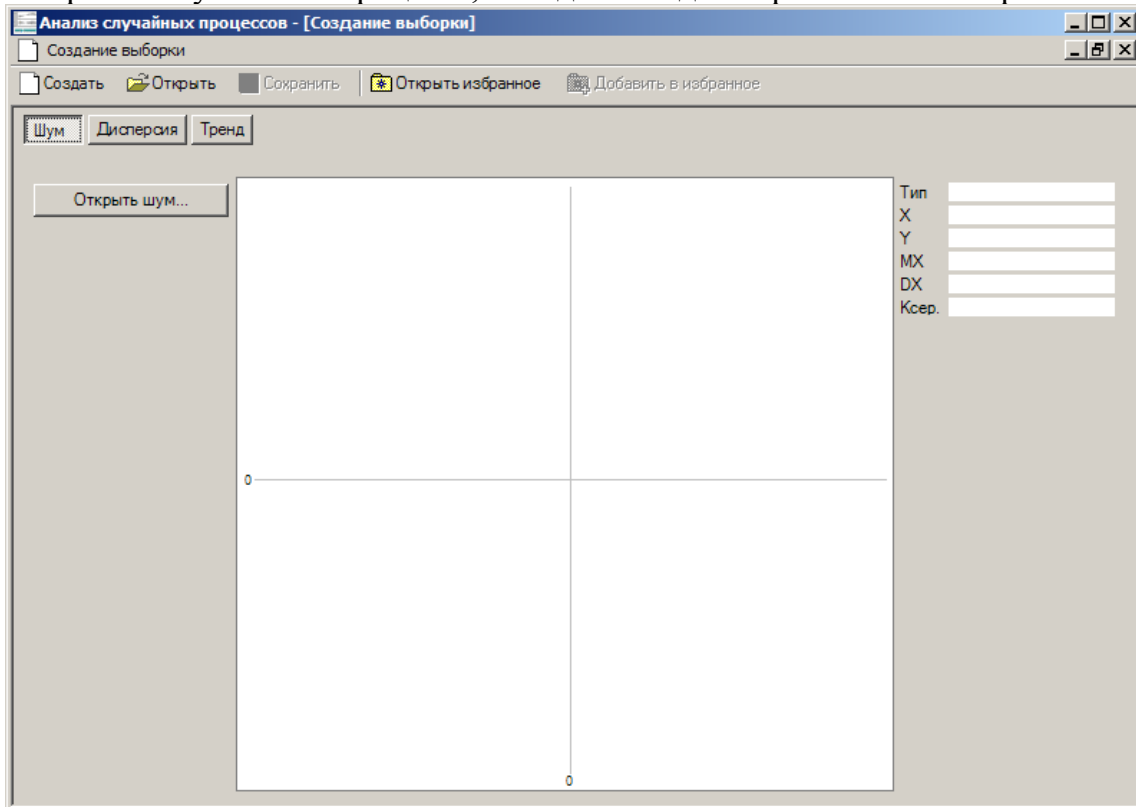 Анализ случайных процессов - [Создание выборки]
Создание выборки
Создать Открыть Сохранить Открыть избранное Добавить в избранное
Шум Дисперсия Тренд
Открыть шум...
Тип
X
Y
MX
DX
Ксер.
0
0